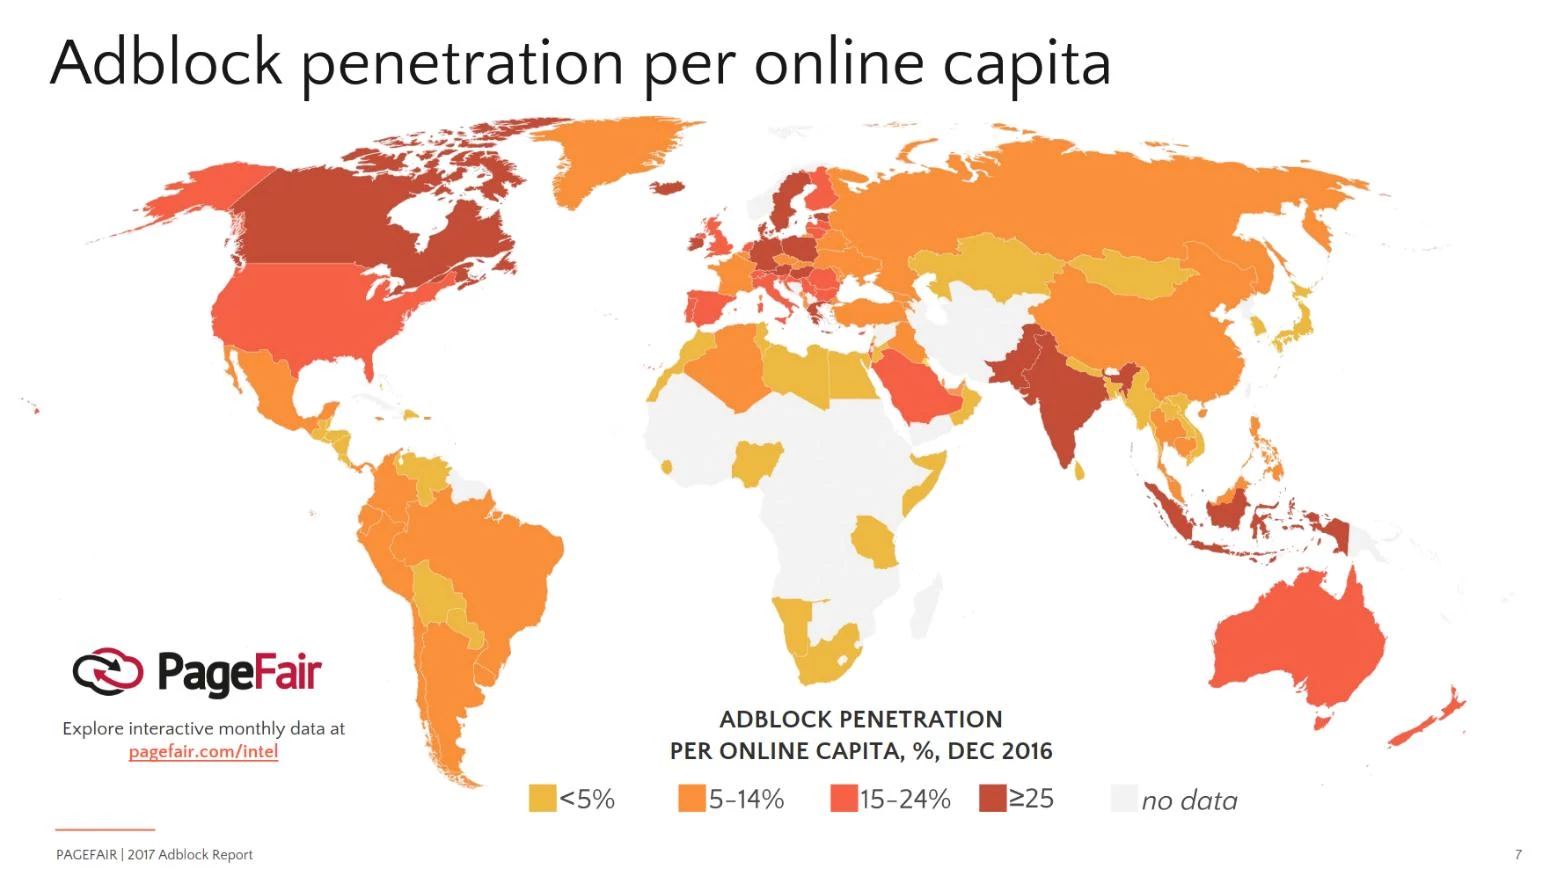 Adblock penetration per online capita
PageFair
Explore interactive monthly data at
pagefair.com/intel
ADBLOCK PENETRATION
PER ONLINE CAPITA, %, DEC 2016
<5% 5-14% 15-24% ≥25 no data
PAGEFAIR | 2017 Adblock Report 7